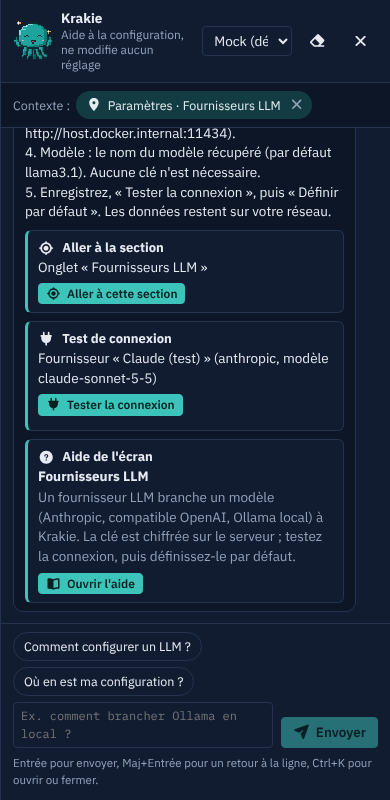 Krakie
Aide à la configuration,
ne modifie aucun
réglage
Mock (dé
Contexte :
Paramètres · Fournisseurs LLM
http://host.docker.internal:11434).
4. Modèle : le nom du modèle récupéré (par défaut
llama3.1). Aucune clé n'est nécessaire.
5. Enregistrez, « Tester la connexion », puis « Définir
par défaut ». Les données restent sur votre réseau.
Aller à la section
Onglet « Fournisseurs LLM »
Aller à cette section
Test de connexion
Fournisseur « Claude (test) » (anthropic, modèle
claude-sonnet-5-5)
Tester la connexion
Aide de l'écran
Fournisseurs LLM
Un fournisseur LLM branche un modèle
(Anthropic, compatible OpenAI, Ollama local) à
Krakie. La clé est chiffrée sur le serveur ; testez
la connexion, puis définissez-le par défaut.
Ouvrir l'aide
Comment configurer un LLM ?
Où en est ma configuration ?
Ex. comment brancher Ollama en
local ?
Envoyer
Entrée pour envoyer, Maj+Entrée pour un retour à la ligne, Ctrl+K pour
ouvrir ou fermer.